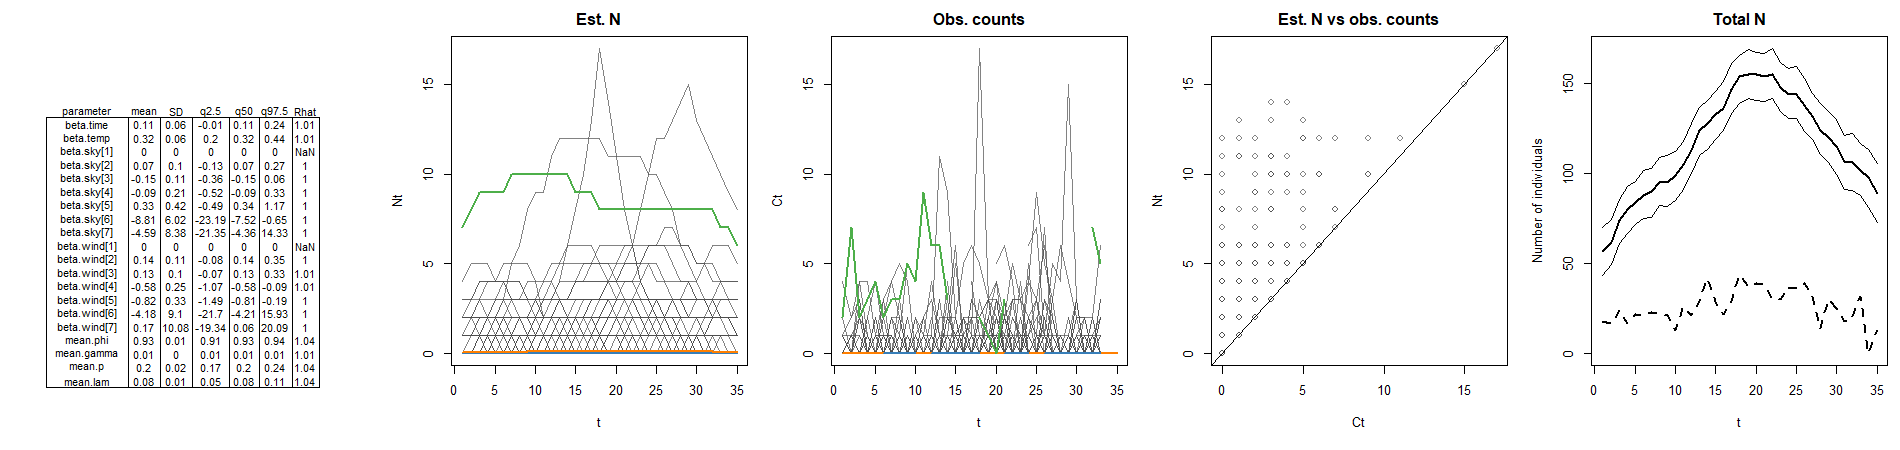 parameter mean SD q2.5 q50 q97.5 Rhat
beta.time 0.11 0.06 -0.01 0.11 0.24 1.01
beta.temp 0.32 0.06 0.2 0.32 0.44 1.01
beta.sky[1] 0 0 0 0 0 NaN
beta.sky[2] 0.07 0.1 -0.13 0.07 0.27 1
beta.sky[3] -0.15 0.11 -0.36 -0.15 0.06 1
beta.sky[4] -0.09 0.21 -0.52 -0.09 0.33 1
beta.sky[5] 0.33 0.42 -0.49 0.34 1.17 1
beta.sky[6] -8.81 6.02 -23.19 -7.52 -0.65 1
beta.sky[7] -4.59 8.38 -21.35 -4.36 14.33 1
beta.wind[1] 0 0 0 0 0 NaN
beta.wind[2] 0.14 0.11 -0.08 0.14 0.35 1
beta.wind[3] 0.13 0.1 -0.07 0.13 0.33 1.01
beta.wind[4] -0.58 0.25 -1.07 -0.58 -0.09 1.01
beta.wind[5] -0.82 0.33 -1.49 -0.81 -0.19 1
beta.wind[6] -4.18 9.1 -21.7 -4.21 15.93 1
beta.wind[7] 0.17 10.08 -19.34 0.06 20.09 1
mean.phi 0.93 0.01 0.91 0.93 0.94 1.04
mean.gamma 0.01 0 0.01 0.01 0.01 1.01
mean.p 0.2 0.02 0.17 0.2 0.24 1.04
mean.lam 0.08 0.01 0.05 0.08 0.11 1.04
Est. N
Nt
15
10
5
0
0 5 10 15 20 25 30 35
t
Obs. counts
Ct
15
10
5
0
0 5 10 15 20 25 30 35
t
Est. N vs obs. counts
Nt
15
10
5
0
0 5 10 15
Ct
Total N
Number of individuals
150
100
50
0
0 5 10 15 20 25 30 35
t